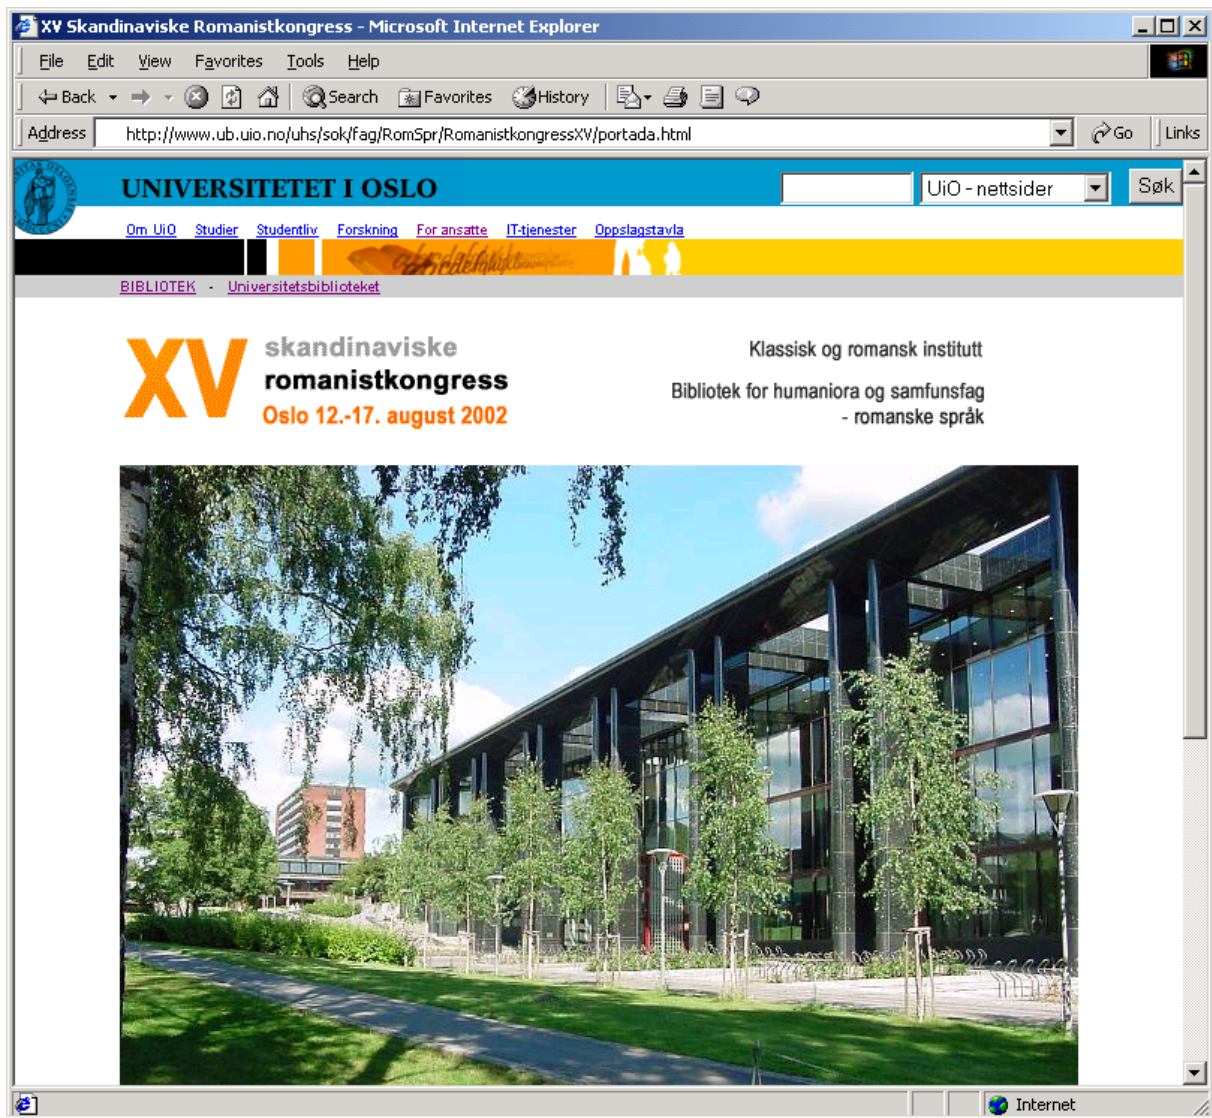 XV Skandinaviske Romanistkongress - Microsoft Internet Explorer
File Edit View Favorites Tools Help
Back Search Favorites History
Address http://www.ub.uio.no/uhs/sok/fag/RomSpr/RomanistkongressXV/portada.html Go Links
UNIVERSITETET I OSLO UiO - nettsider Søk
Om UiO Studier Studentliv Forskning For ansatte IT-tjenester Oppslagstavla
BIBLIOTEK - Universitetsbiblioteket
XV skandinaviske
romanistkongress
Oslo 12.-17. august 2002
Klassisk og romansk institutt
Bibliotek for humaniora og samfunsfag
- romanske språk
Internet